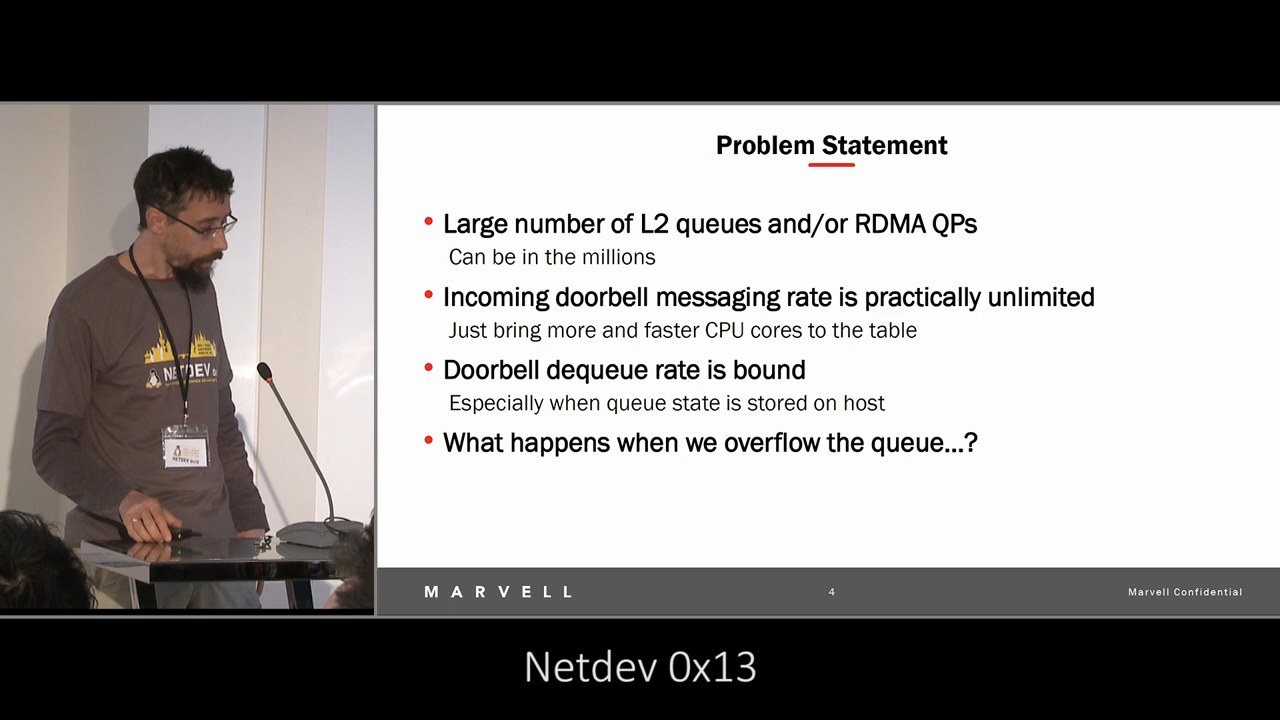 Problem Statement
• Large number of L2 queues and/or RDMA QPs
Can be in the millions
• Incoming doorbell messaging rate is practically unlimited
Just bring more and faster CPU cores to the table
• Doorbell dequeue rate is bound
Especially when queue state is stored on host
• What happens when we overflow the queue...?
MARVELL
4
Marvell Confidential
NETDEV
NETDEV 0x13
Netdev 0x13